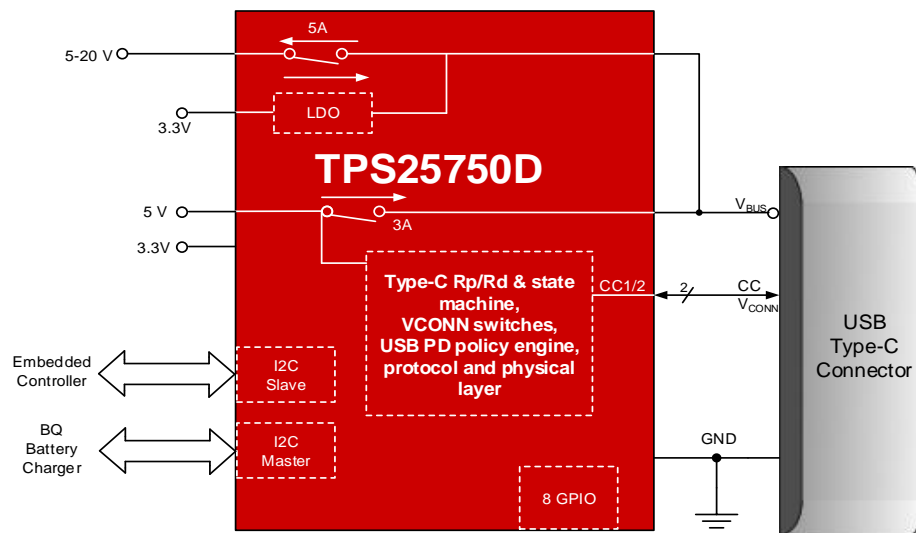 5A
5-20 V
LDO
3.3V
TPS25750D
5 V
3A
VBUS
3.3V
Type-C Rp/Rd & state
machine,
VCONN switches,
USB PD policy engine,
protocol and physical
layer
CC1/2
2
CC
VCONN
USB
Type-C
Connector
Embedded
Controller
I2C
Slave
BQ
Battery
Charger
I2C
Master
GND
8 GPIO